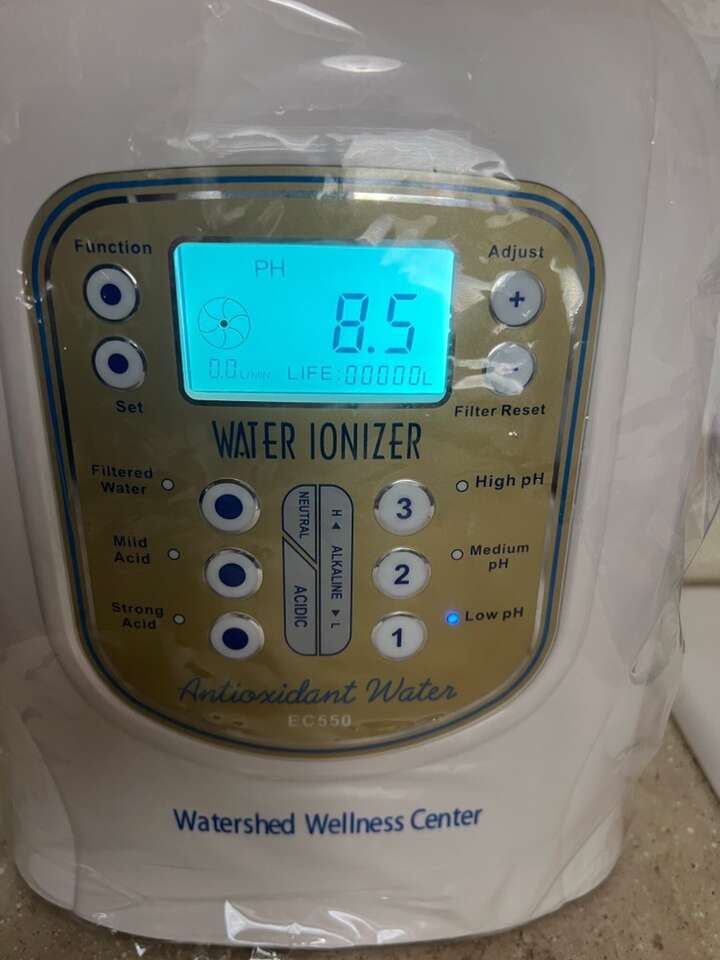 Function
Adjust
PH
8.5
0.0 L/MIN LIFE:00000L
+
-
Set
Filter Reset
WATER IONIZER
Filtered
Water
NEUTRAL
H ◄ ALKALINE ► L
3
High pH
Mild
Acid
ACIDIC
2
Medium
pH
Strong
Acid
1
Low pH
Antioxidant Water
EC550
Watershed Wellness Center